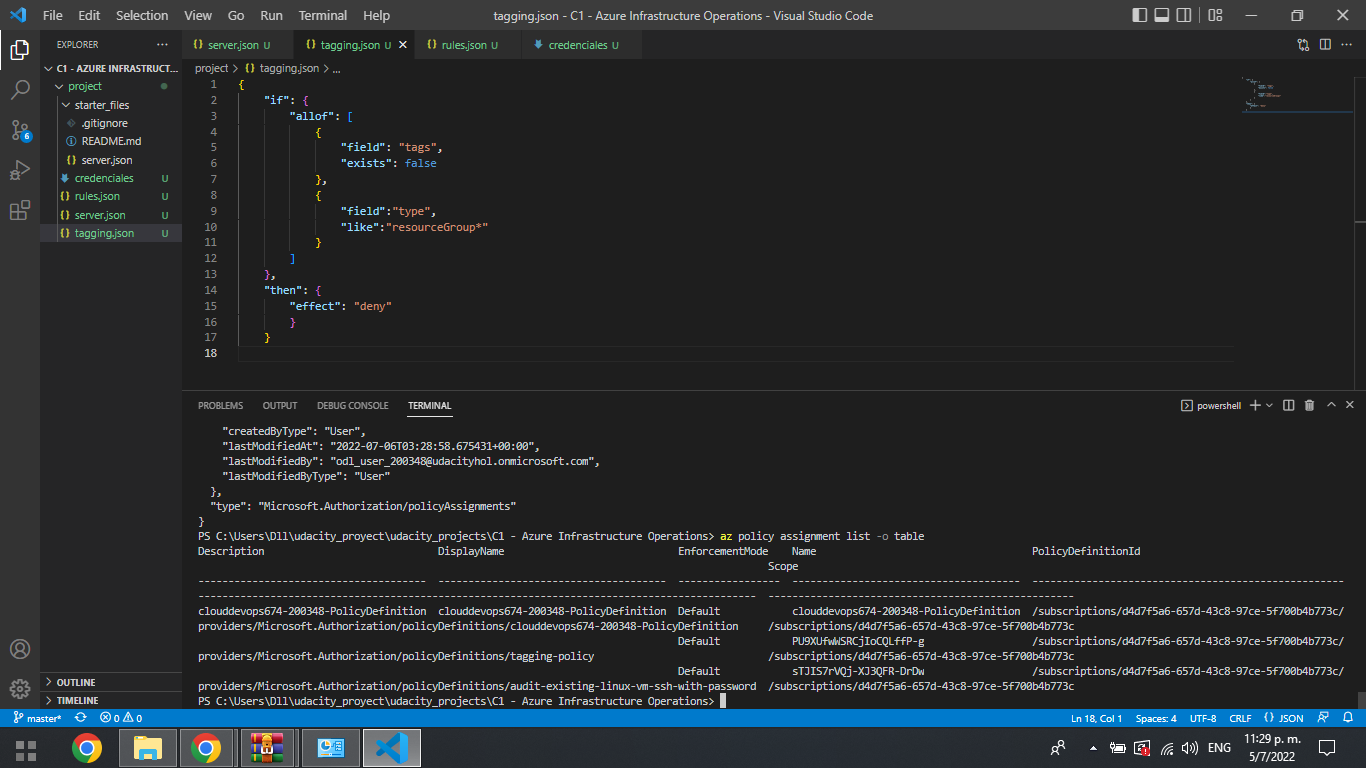 File Edit Selection View Go Run Terminal Help tagging.json - C1 - Azure Infrastructure Operations - Visual Studio Code
EXPLORER ...
C1 - AZURE INFRASTRUCT...
project
starter_files
.gitignore
README.md
server.json
credenciales U
rules.json U
server.json U
tagging.json U
OUTLINE
TIMELINE
6
server.json U tagging.json U rules.json U credenciales U
project > {} tagging.json > ...
1 {
2 "if": {
3 "allof": [
4 {
5 "field": "tags",
6 "exists": false
7 },
8 {
9 "field":"type",
10 "like":"resourceGroup*"
11 }
12 ]
13 },
14 "then": {
15 "effect": "deny"
16 }
17 }
18
PROBLEMS OUTPUT DEBUG CONSOLE TERMINAL powershell
"createdByType": "User",
"lastModifiedAt": "2022-07-06T03:28:58.675431+00:00",
"lastModifiedBy": "odl_user_200348@udacityhol.onmicrosoft.com",
"lastModifiedByType": "User"
},
"type": "Microsoft.Authorization/policyAssignments"
}
PS C:\Users\Dll\udacity_proyect\udacity_projects\C1 - Azure Infrastructure Operations> az policy assignment list -o table
Description DisplayName EnforcementMode Name PolicyDefinitionId
Scope
clouddevops674-200348-PolicyDefinition clouddevops674-200348-PolicyDefinition Default clouddevops674-200348-PolicyDefinition /subscriptions/d4d7f5a6-657d-43c8-97ce-5f700b4b773c/
providers/Microsoft.Authorization/policyDefinitions/clouddevops674-200348-PolicyDefinition /subscriptions/d4d7f5a6-657d-43c8-97ce-5f700b4b773c
Default PU9XUfwWSRCjIoCQLffP-g /subscriptions/d4d7f5a6-657d-43c8-97ce-5f700b4b773c/
providers/Microsoft.Authorization/policyDefinitions/tagging-policy /subscriptions/d4d7f5a6-657d-43c8-97ce-5f700b4b773c
Default sTJIS7rVQj-XJ3QFR-DrDw /subscriptions/d4d7f5a6-657d-43c8-97ce-5f700b4b773c/
providers/Microsoft.Authorization/policyDefinitions/audit-existing-linux-vm-ssh-with-password /subscriptions/d4d7f5a6-657d-43c8-97ce-5f700b4b773c
PS C:\Users\Dll\udacity_proyect\udacity_projects\C1 - Azure Infrastructure Operations>
master* 0 0 Ln 18, Col 1 Spaces: 4 UTF-8 CRLF {} JSON
ENG 11:29 p. m.
5/7/2022